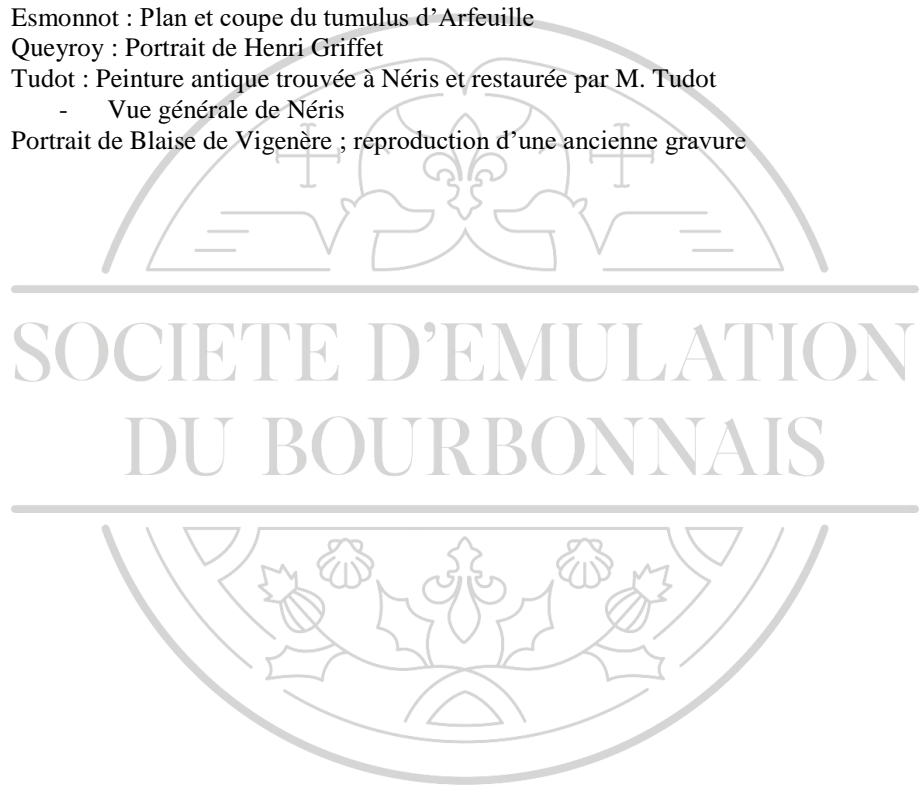 Esmonnot : Plan et coupe du tumulus d’Arfeuille
Queyroy : Portrait de Henri Griffet
Tudot : Peinture antique trouvée à Néris et restaurée par M. Tudot
- Vue générale de Néris
Portrait de Blaise de Vigenère ; reproduction d’une ancienne gravure
SOCIETE D’EMULATION
DU BOURBONNAIS